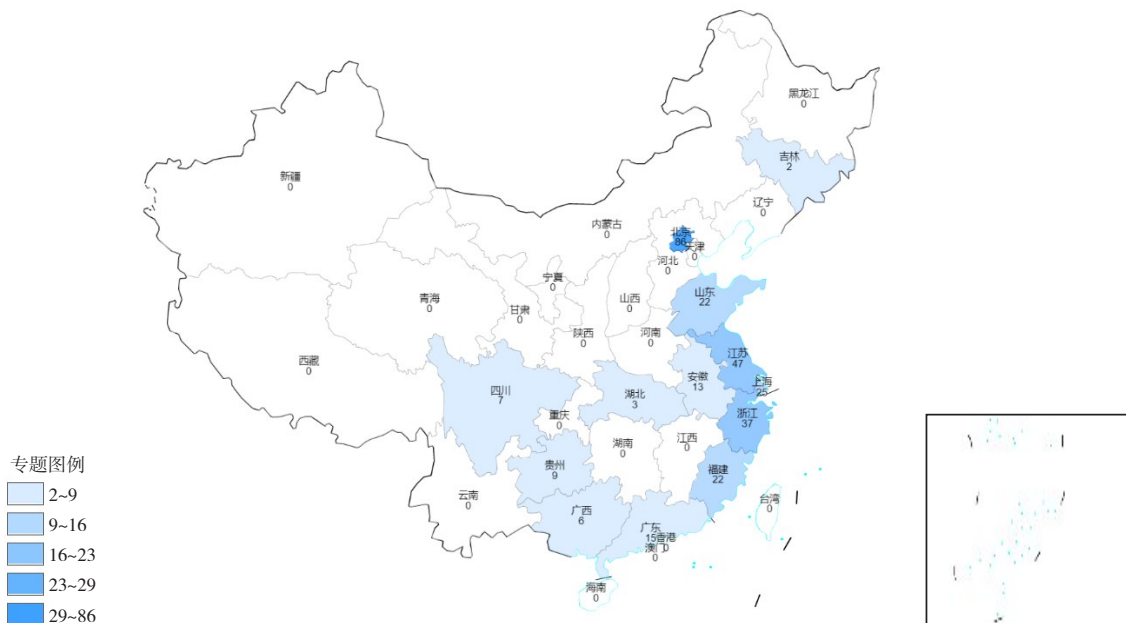 黑龙江
0
吉林
2
新疆
0
辽宁
0
内蒙古
0
北京
86
天津
0
河北
0
宁夏
0
山东
22
青海
0
山西
0
甘肃
0
陕西
0
河南
0
江苏
47
西藏
0
安徽
13
上海
25
四川
7
湖北
3
重庆
0
浙江
37
湖南
0
江西
0
贵州
9
福建
22
云南
0
台湾
0
广西
6
广东
15
香港
0
澳门
0
海南
0
专题图例
2~9
9~16
16~23
23~29
29~86